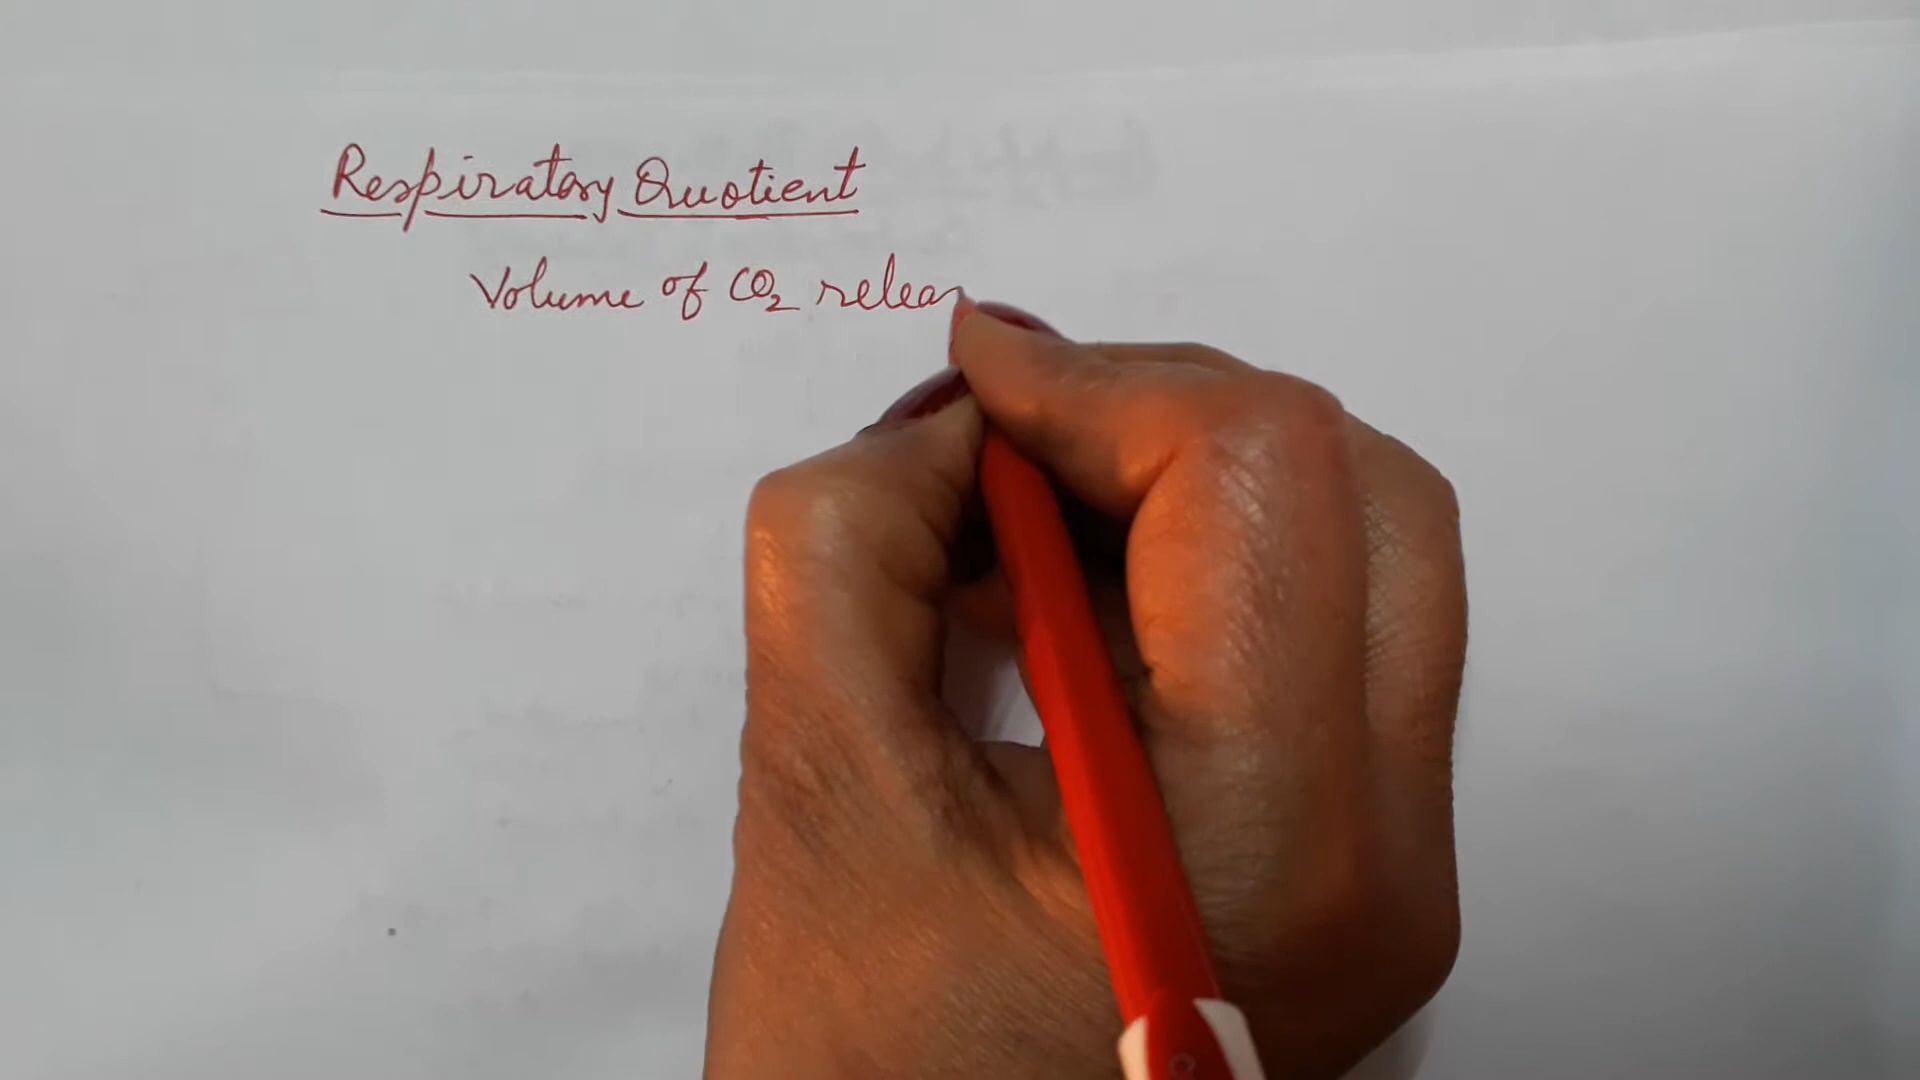 Respiratory Quotient
Volume of CO₂ relea